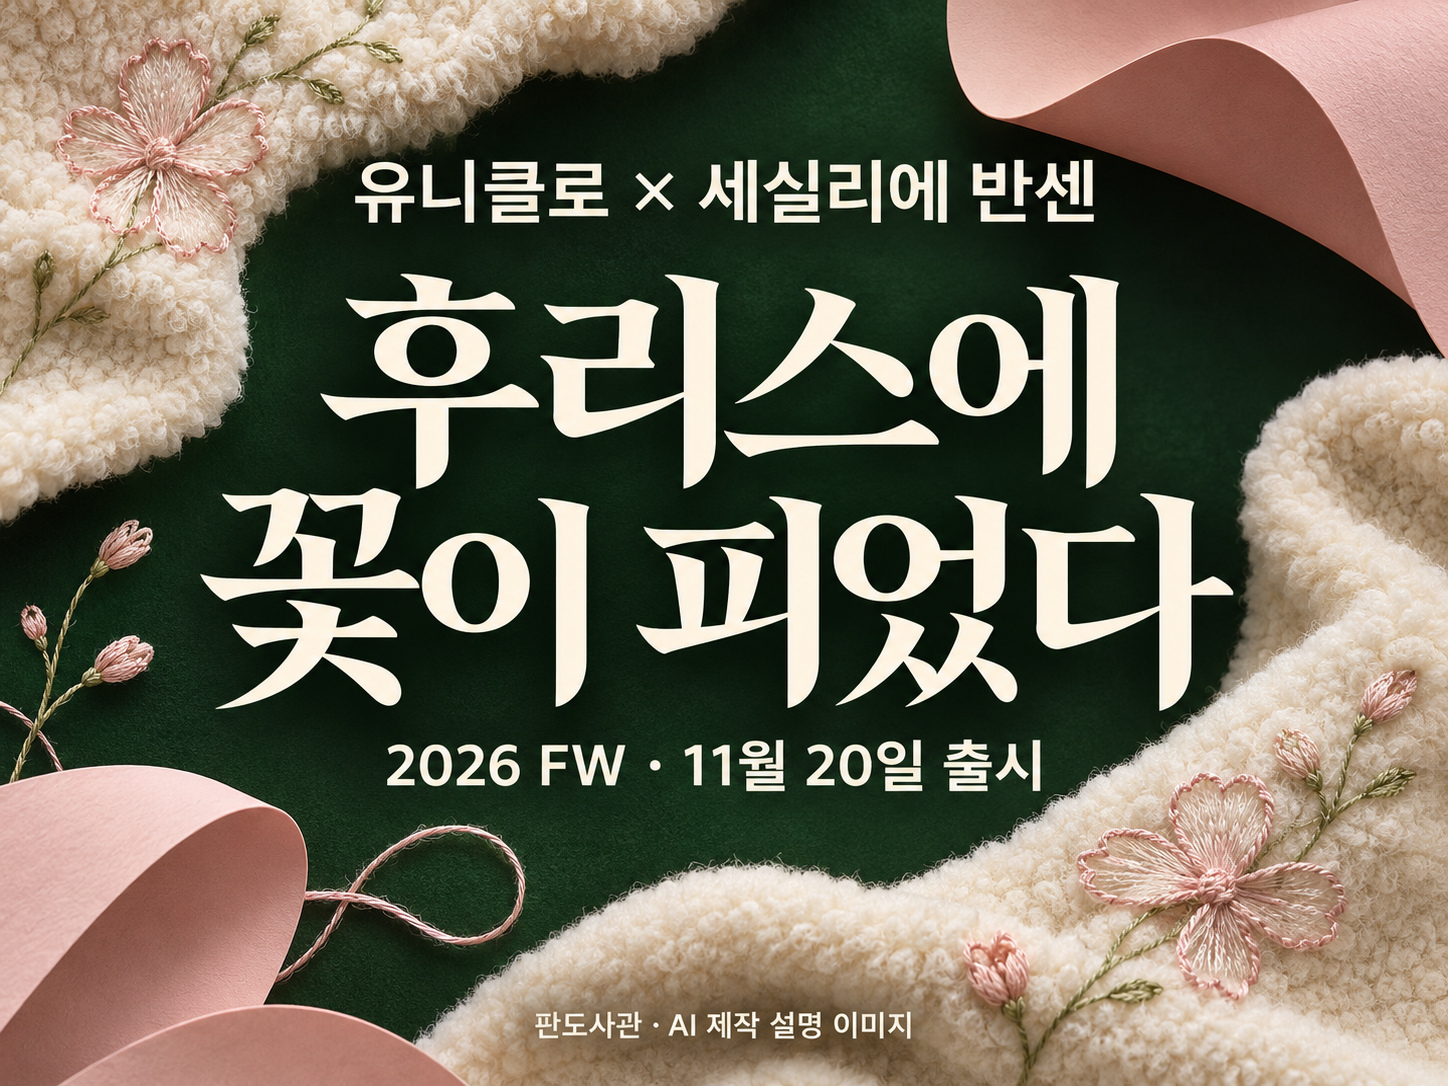 유니클로 × 세실리에 반센
후리스에
꽃이 피었다
2026 FW · 11월 20일 출시
판도사관 · AI 제작 설명 이미지